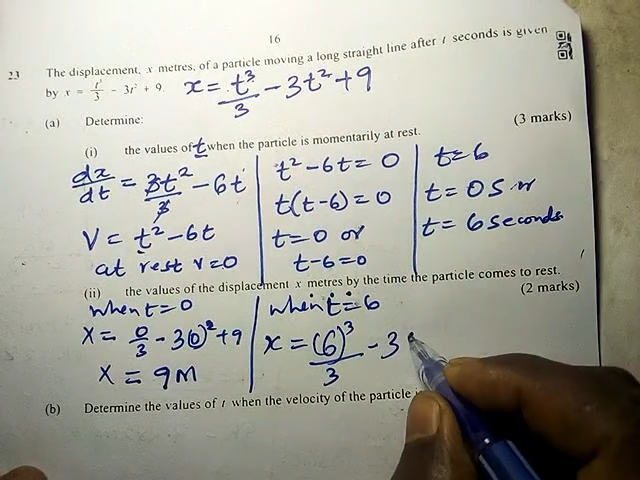 16
23 The displacement, x metres, of a particle moving a long straight line after t seconds is given
by x = t³/3 - 3t² + 9. x = t³/3 - 3t² + 9
(a) Determine:
(i) the values of t when the particle is momentarily at rest. (3 marks)
dx/dt = 3t²/3 - 6t
V = t² - 6t
at rest v=0
t² - 6t = 0
t(t-6) = 0
t=0 or
t-6=0
t=6
t=0s or
t=6 seconds
(ii) the values of the displacement x metres by the time the particle comes to rest. (2 marks)
when t=0
x = 0/3 - 3(0)² + 9
x = 9m
when t=6
x = (6)³/3 - 3
(b) Determine the values of t when the velocity of the particle